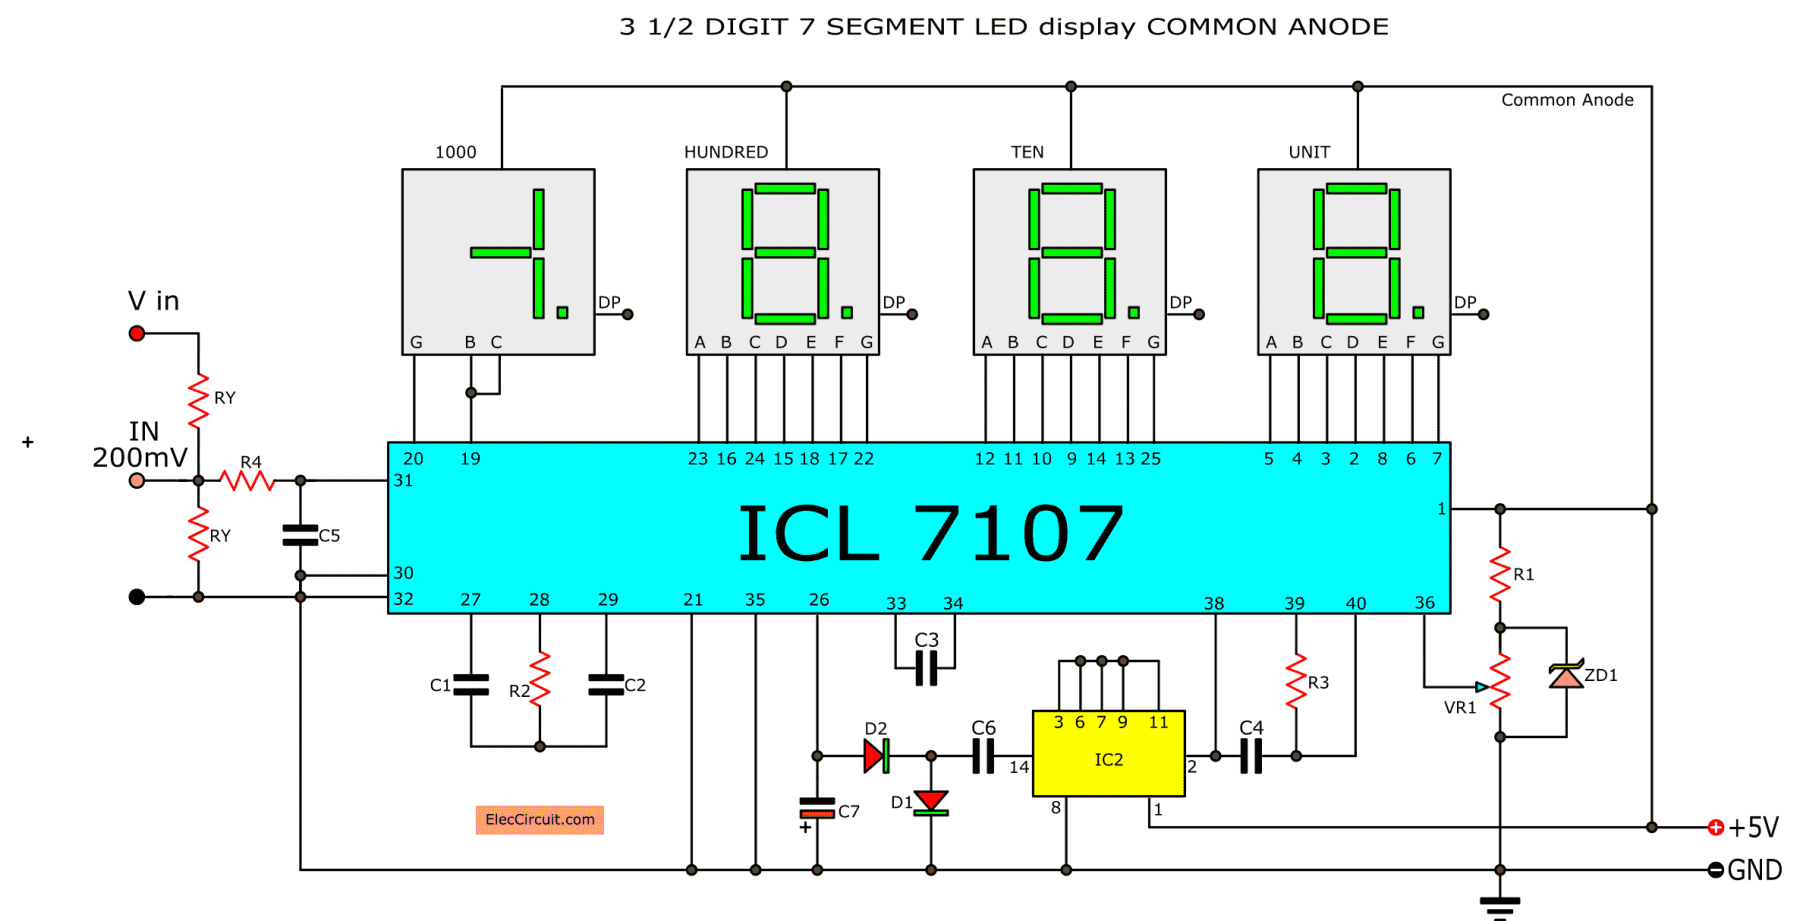 3 1/2 DIGIT 7 SEGMENT LED display COMMON ANODE
Common Anode
1000
HUNDRED
TEN
UNIT
DP
DP
DP
DP
G B C
A B C D E F G
A B C D E F G
A B C D E F G
V in
RY
IN
200mV
+
R4
RY
C5
20 19
23 16 24 15 18 17 22
12 11 10 9 14 13 25
5 4 3 2 8 6 7
31
30
32
1
ICL 7107
27 28 29 21 35 26 33 34 38 39 40 36
R1
C3
C1
R2
C2
R3
VR1
ZD1
3 6 7 9 11
D2
C6
C4
14
IC2
2
D1
C7
+
8
1
ElecCircuit.com
+5V
GND